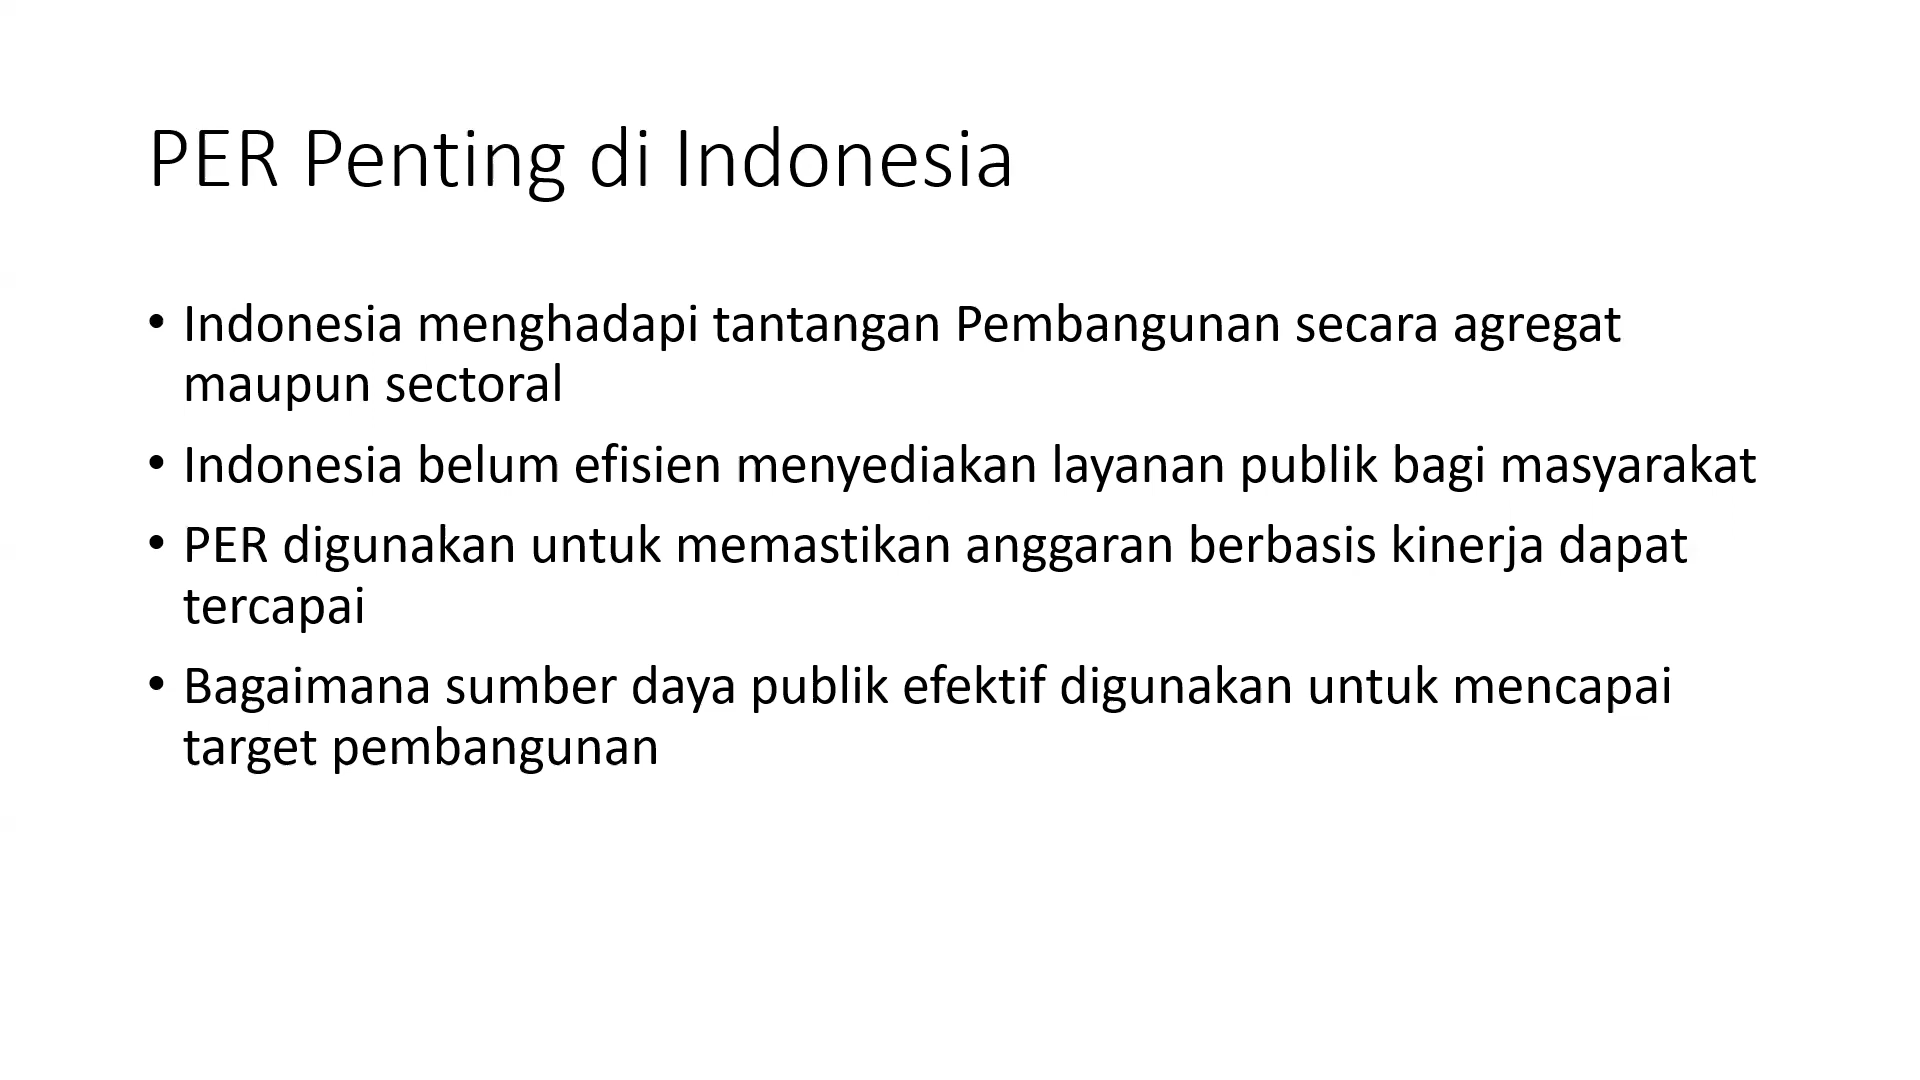 PER Penting di Indonesia
• Indonesia menghadapi tantangan Pembangunan secara agregat
maupun sectoral
• Indonesia belum efisien menyediakan layanan publik bagi masyarakat
• PER digunakan untuk memastikan anggaran berbasis kinerja dapat
tercapai
• Bagaimana sumber daya publik efektif digunakan untuk mencapai
target pembangunan